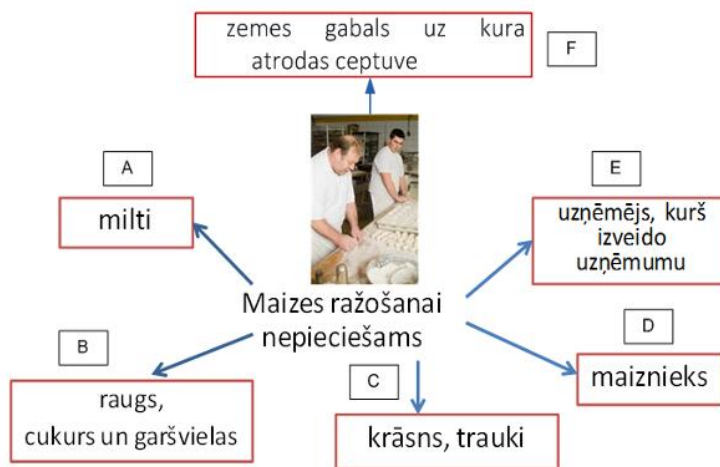 zemes gabals uz kura
atrodas ceptuve
F
A
milti
E
uzņēmējs, kurš
izveido
uzņēmumu
Maizes ražošanai
nepieciešams
B
raugs,
cukurs un garšvielas
C
krāsns, trauki
D
maiznieks